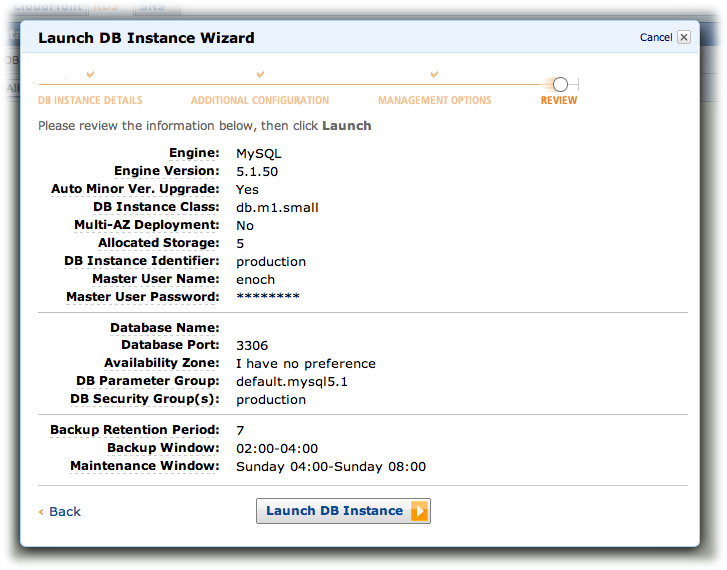 CloudFront RDS SNS
Launch DB Instance Wizard
Cancel
DB INSTANCE DETAILS ADDITIONAL CONFIGURATION MANAGEMENT OPTIONS REVIEW
Please review the information below, then click Launch
Engine: MySQL
Engine Version: 5.1.50
Auto Minor Ver. Upgrade: Yes
DB Instance Class: db.m1.small
Multi-AZ Deployment: No
Allocated Storage: 5
DB Instance Identifier: production
Master User Name: enoch
Master User Password: ********
Database Name:
Database Port: 3306
Availability Zone: I have no preference
DB Parameter Group: default.mysql5.1
DB Security Group(s): production
Backup Retention Period: 7
Backup Window: 02:00-04:00
Maintenance Window: Sunday 04:00-Sunday 08:00
< Back
Launch DB Instance